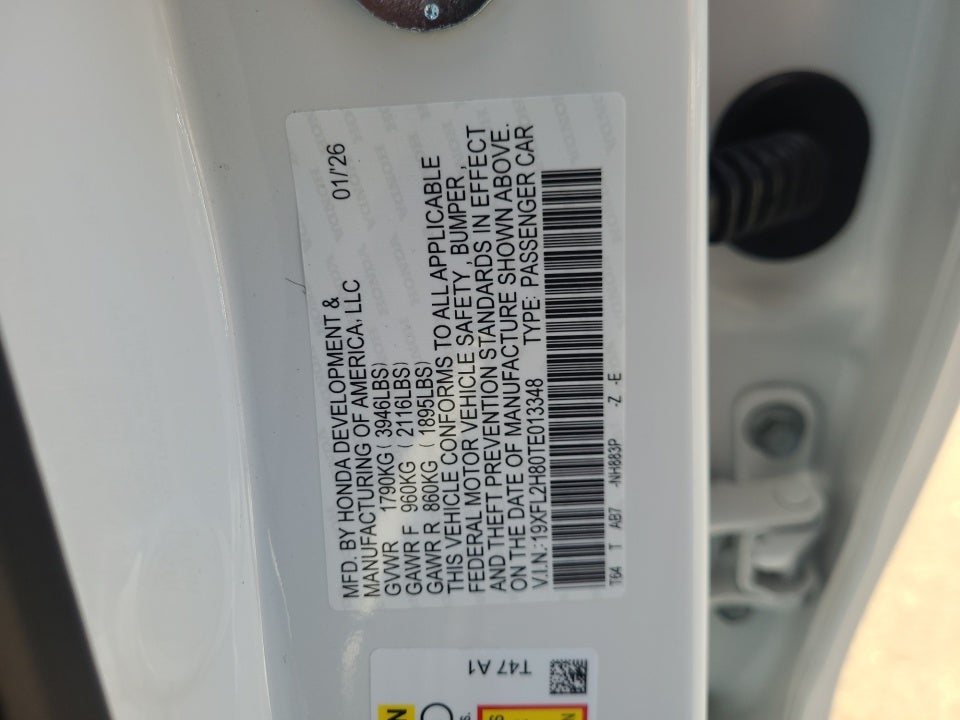 MFD. BY HONDA DEVELOPMENT &
MANUFACTURING OF AMERICA, LLC 01/'26
GVWR 1790KG (3946LBS)
GAWR F 960KG (2116LBS)
GAWR R 860KG (1895LBS)
THIS VEHICLE CONFORMS TO ALL APPLICABLE
FEDERAL MOTOR VEHICLE SAFETY, BUMPER,
AND THEFT PREVENTION STANDARDS IN EFFECT
ON THE DATE OF MANUFACTURE SHOWN ABOVE.
V.I.N.: 19XFL2H80TE013348 TYPE: PASSENGER CAR
T64 T AB7 -NH883P -Z -E
T47 A1